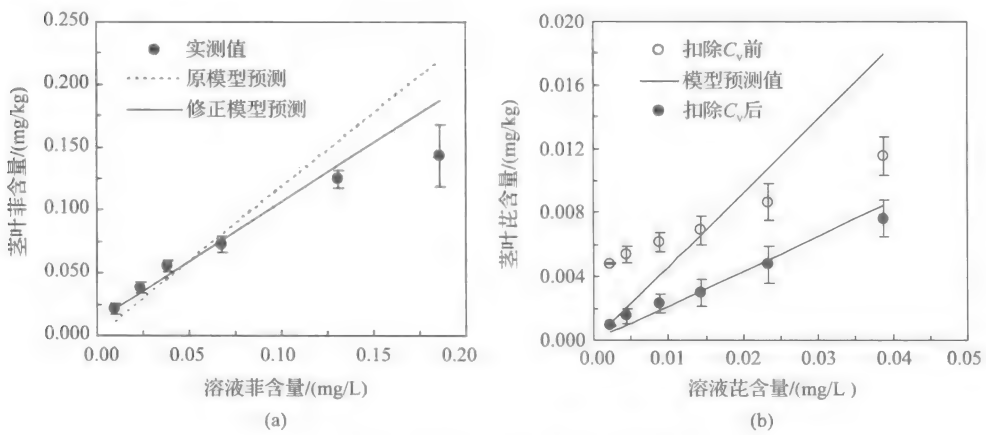 0.250
0.200
0.150
0.100
0.050
0.000
茎叶菲含量/(mg/kg)
实测值
原模型预测
修正模型预测
0.00 0.05 0.10 0.15 0.20
溶液菲含量/(mg/L)
(a)
0.020
0.016
0.012
0.008
0.004
0.000
茎叶芘含量/(mg/kg)
扣除Cv前
模型预测值
扣除Cv后
0.00 0.01 0.02 0.03 0.04 0.05
溶液芘含量/(mg/L)
(b)